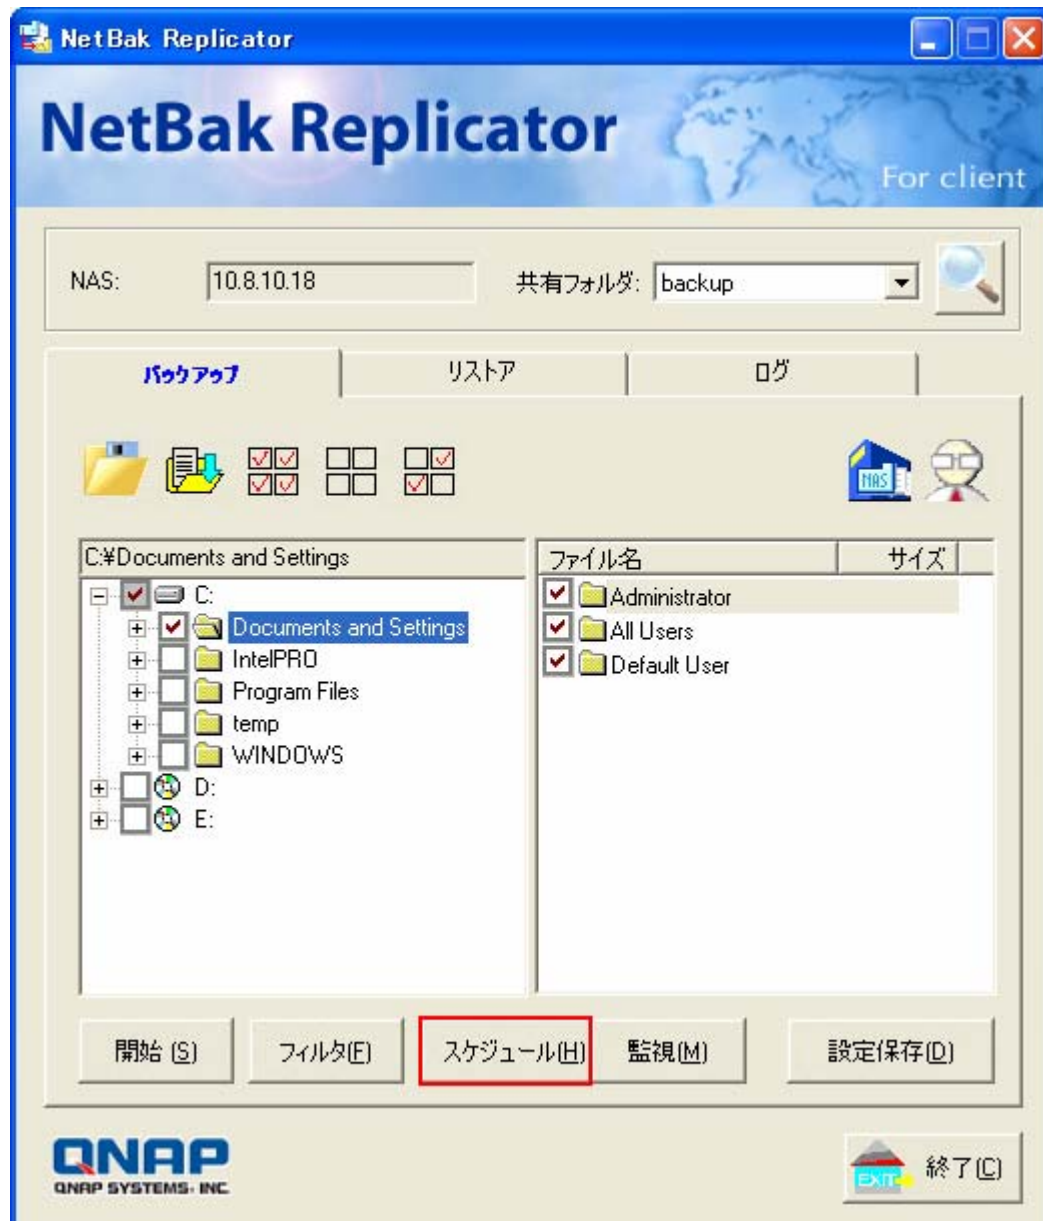 NetBak Replicator
NetBak Replicator
For client
NAS: 10.8.10.18 共有フォルダ: backup
バックアップ リストア ログ
NAS
C:¥Documents and Settings
ファイル名 サイズ
C:
Documents and Settings
IntelPRO
Program Files
temp
WINDOWS
D:
E:
Administrator
All Users
Default User
開始 (S) フィルタ(F) スケジュール(H) 監視(M) 設定保存(D)
QNAP
QNAP SYSTEMS, INC.
EXIT 終了(C)